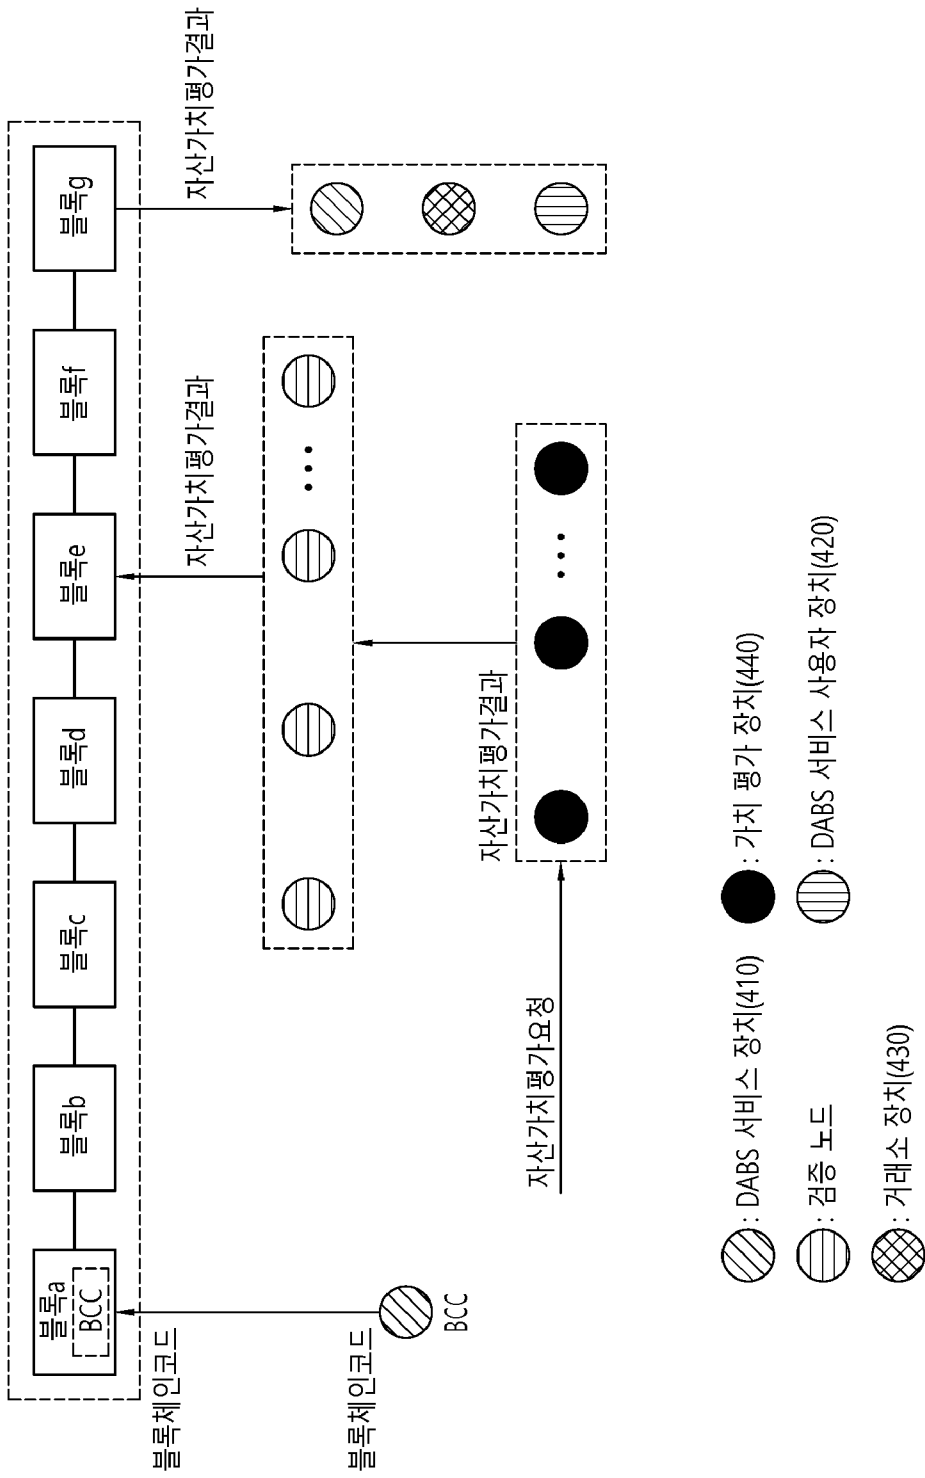 블록a
BCC
블록b
블록c
블록d
블록e
블록f
블록g
블록체인코드
자산가치평가결과
자산가치평가결과
블록체인코드
BCC
자산가치평가결과
자산가치평가요청
: DABS 서비스 장치(410)
: 가치 평가 장치(440)
: 검증 노드
: DABS 서비스 사용자 장치(420)
: 거래소 장치(430)